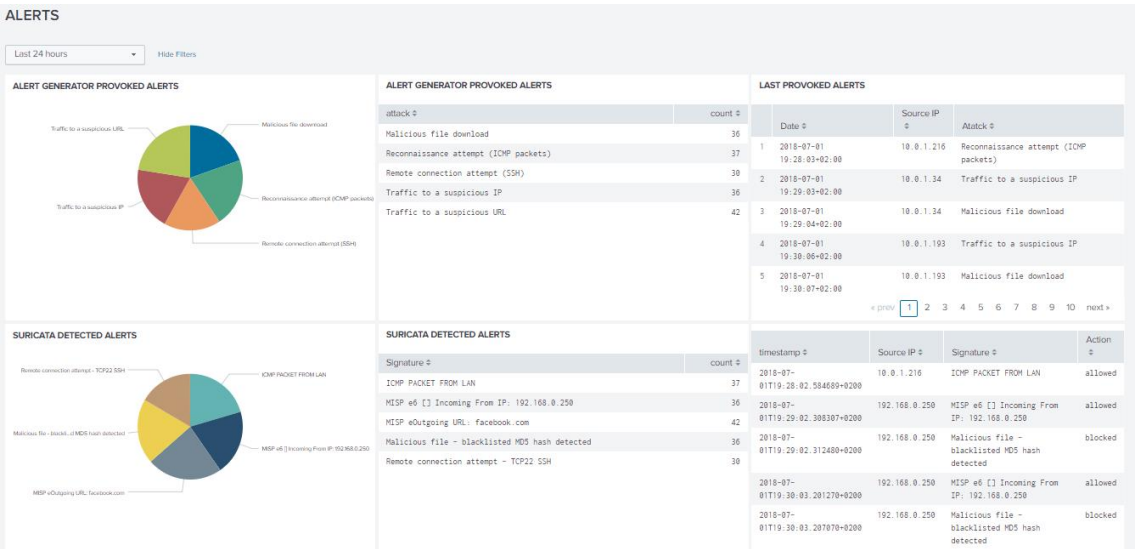 ALERTS
Last 24 hours
Hide Filters
ALERT GENERATOR PROVOKED ALERTS
Traffic to a suspicious URL
Malicious file download
Traffic to a suspicious IP
Reconnaissance attempt (ICMP packets)
Remote connection attempt (SSH)
ALERT GENERATOR PROVOKED ALERTS
attack count
Malicious file download 36
Reconnaissance attempt (ICMP packets) 37
Remote connection attempt (SSH) 30
Traffic to a suspicious IP 36
Traffic to a suspicious URL 42
LAST PROVOKED ALERTS
Source IP
Date Atatck
1 2018-07-01 10.0.1.216 Reconnaissance attempt (ICMP
19:28:03+02:00 packets)
2 2018-07-01 10.0.1.34 Traffic to a suspicious IP
19:29:03+02:00
3 2018-07-01 10.0.1.34 Malicious file download
19:29:04+02:00
4 2018-07-01 10.0.1.193 Traffic to a suspicious IP
19:30:06+02:00
5 2018-07-01 10.0.1.193 Malicious file download
19:30:07+02:00
« prev 1 2 3 4 5 6 7 8 9 10 next »
SURICATA DETECTED ALERTS
Remote connection attempt - TCP22 SSH
ICMP PACKET FROM LAN
Malicious file - blackli...d MD5 hash detected
MISP e6 [] Incoming From IP: 192.168.0.250
MISP eOutgoing URL: facebook.com
SURICATA DETECTED ALERTS
Signature count
ICMP PACKET FROM LAN 37
MISP e6 [] Incoming From IP: 192.168.0.250 36
MISP eOutgoing URL: facebook.com 42
Malicious file - blacklisted MD5 hash detected 36
Remote connection attempt - TCP22 SSH 30
Action
timestamp Source IP Signature
2018-07- 10.0.1.216 ICMP PACKET FROM LAN allowed
01T19:28:02.584689+0200
2018-07- 192.168.0.250 MISP e6 [] Incoming From allowed
01T19:29:02.308307+0200 IP: 192.168.0.250
2018-07- 192.168.0.250 Malicious file - blocked
01T19:29:02.312480+0200 blacklisted MD5 hash
detected
2018-07- 192.168.0.250 MISP e6 [] Incoming From allowed
01T19:30:03.201270+0200 IP: 192.168.0.250
2018-07- 192.168.0.250 Malicious file - blocked
01T19:30:03.207070+0200 blacklisted MD5 hash
detected